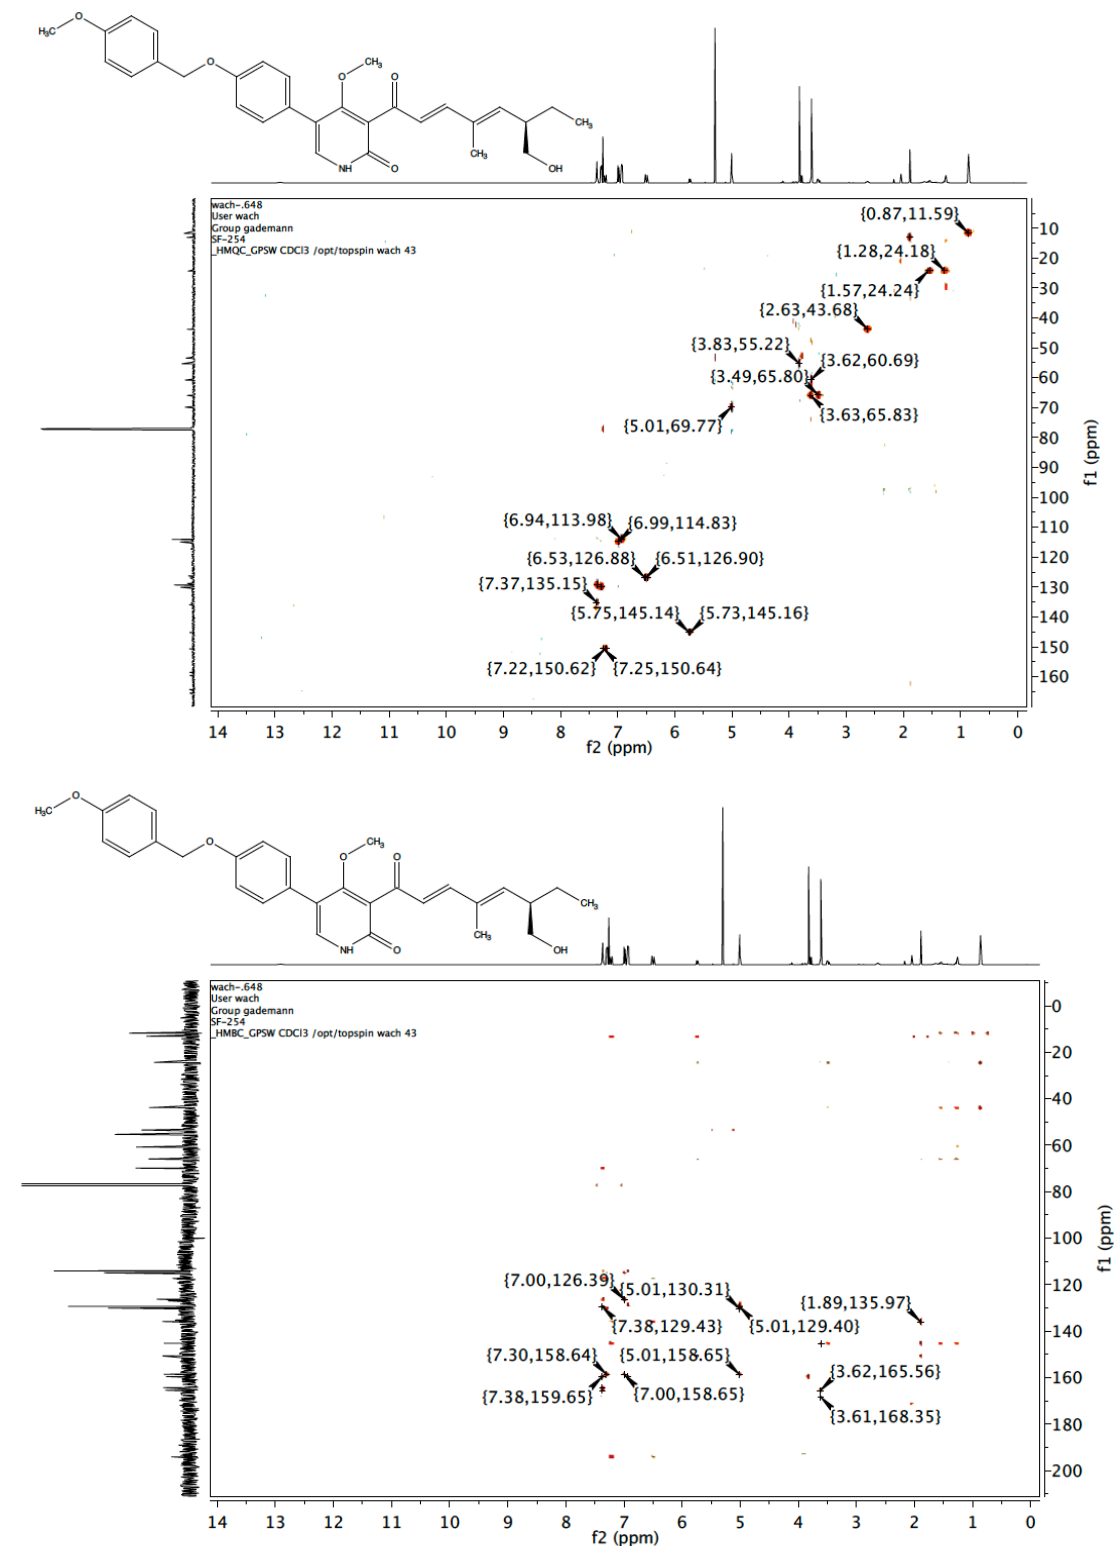 H₃C
O
O
O
CH₃
O
NH
O
CH₃
CH₃
OH
wach-.648
User wach
Group gademann
SF-254
_HMQC_GPSW CDCl3 /opt/topspin wach 43
{0.87,11.59}
{1.28,24.18}
{1.57,24.24}
{2.63,43.68}
{3.83,55.22}
{3.62,60.69}
{3.49,65.80}
{3.63,65.83}
{5.01,69.77}
{6.94,113.98}
{6.99,114.83}
{6.53,126.88}
{6.51,126.90}
{7.37,135.15}
{5.75,145.14}
{5.73,145.16}
{7.22,150.62}
{7.25,150.64}
10
20
30
40
50
60
70
80
90
100
110
120
130
140
150
160
f1 (ppm)
14 13 12 11 10 9 8 7 6 5 4 3 2 1 0
f2 (ppm)
H₃C
O
O
O
CH₃
O
NH
O
CH₃
CH₃
OH
wach-.648
User wach
Group gademann
SF-254
_HMBC_GPSW CDCl3 /opt/topspin wach 43
{7.00,126.39}
{5.01,130.31}
{1.89,135.97}
{7.38,129.43}
{5.01,129.40}
{7.30,158.64}
{5.01,158.65}
{3.62,165.56}
{7.38,159.65}
{7.00,158.65}
{3.61,168.35}
0
20
40
60
80
100
120
140
160
180
200
f1 (ppm)
14 13 12 11 10 9 8 7 6 5 4 3 2 1 0
f2 (ppm)